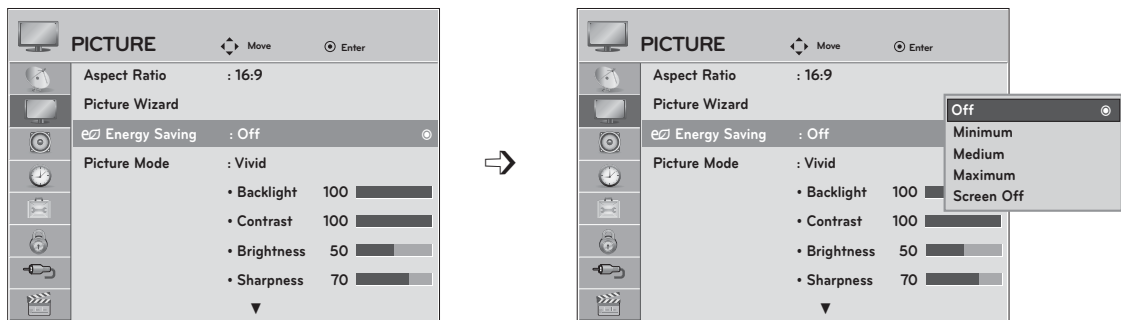 PICTURE Move Enter
Aspect Ratio : 16:9
Picture Wizard
Energy Saving : Off
Picture Mode : Vivid
• Backlight 100
• Contrast 100
• Brightness 50
• Sharpness 70
PICTURE Move Enter
Aspect Ratio : 16:9
Picture Wizard
Energy Saving : Off
Picture Mode : Vivid
• Backlight 100
• Contrast 100
• Brightness 50
• Sharpness 70
Off
Minimum
Medium
Maximum
Screen Off